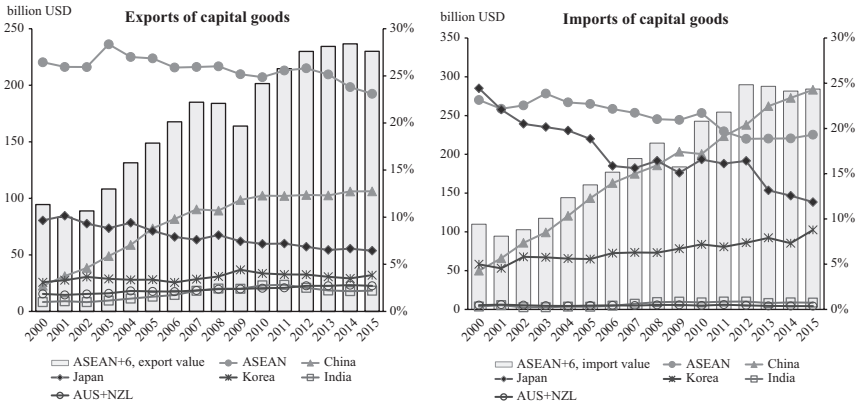 billion USD
Exports of capital goods
250
200
150
100
50
0
30%
25%
20%
15%
10%
5%
0%
2000 2001 2002 2003 2004 2005 2006 2007 2008 2009 2010 2011 2012 2013 2014 2015
ASEAN+6, export value ASEAN China
Japan Korea India
AUS+NZL
billion USD
Imports of capital goods
350
300
250
200
150
100
50
0
30%
25%
20%
15%
10%
5%
0%
2000 2001 2002 2003 2004 2005 2006 2007 2008 2009 2010 2011 2012 2013 2014 2015
ASEAN+6, import value ASEAN China
Japan Korea India
AUS+NZL